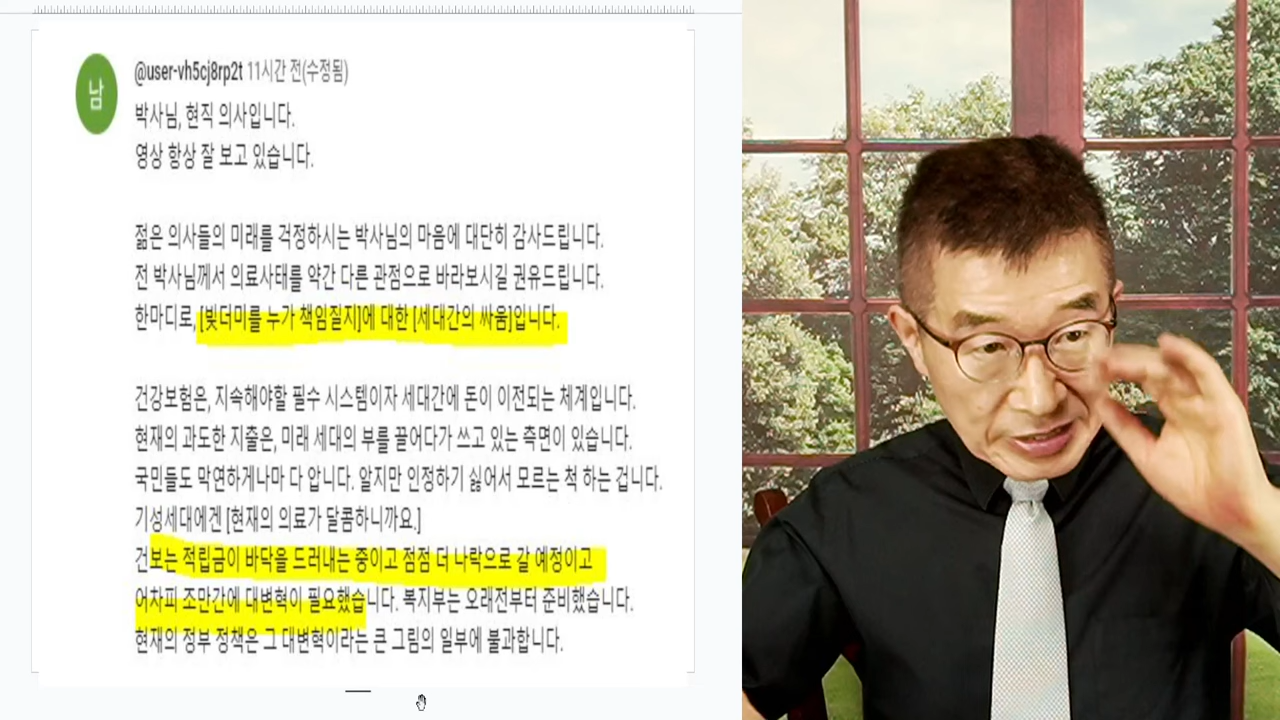 남
@user-vh5cj8rp2t 11시간 전(수정됨)
박사님, 현직 의사입니다.
영상 항상 잘 보고 있습니다.
젊은 의사들의 미래를 걱정하시는 박사님의 마음에 대단히 감사드립니다.
전 박사님께서 의료사태를 약간 다른 관점으로 바라보시길 권유드립니다.
한마디로, [빚더미를 누가 책임질지]에 대한 [세대간의 싸움]입니다.
건강보험은, 지속해야할 필수 시스템이자 세대간에 돈이 이전되는 체계입니다.
현재의 과도한 지출은, 미래 세대의 부를 끌어다가 쓰고 있는 측면이 있습니다.
국민들도 막연하게나마 다 압니다. 알지만 인정하기 싫어서 모르는 척 하는 겁니다.
기성세대에겐 [현재의 의료가 달콤하니까요.]
건보는 적립금이 바닥을 드러내는 중이고 점점 더 나락으로 갈 예정이고
어차피 조만간에 대변혁이 필요했습니다. 복지부는 오래전부터 준비했습니다.
현재의 정부 정책은 그 대변혁이라는 큰 그림의 일부에 불과합니다.